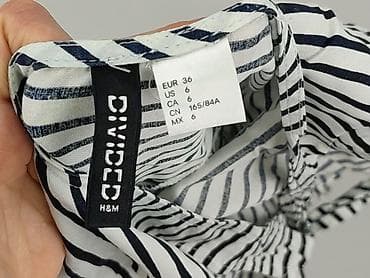 DIVIDED
H&M
EUR 36
US 6
CA 6
CN 165/84A
MX 6